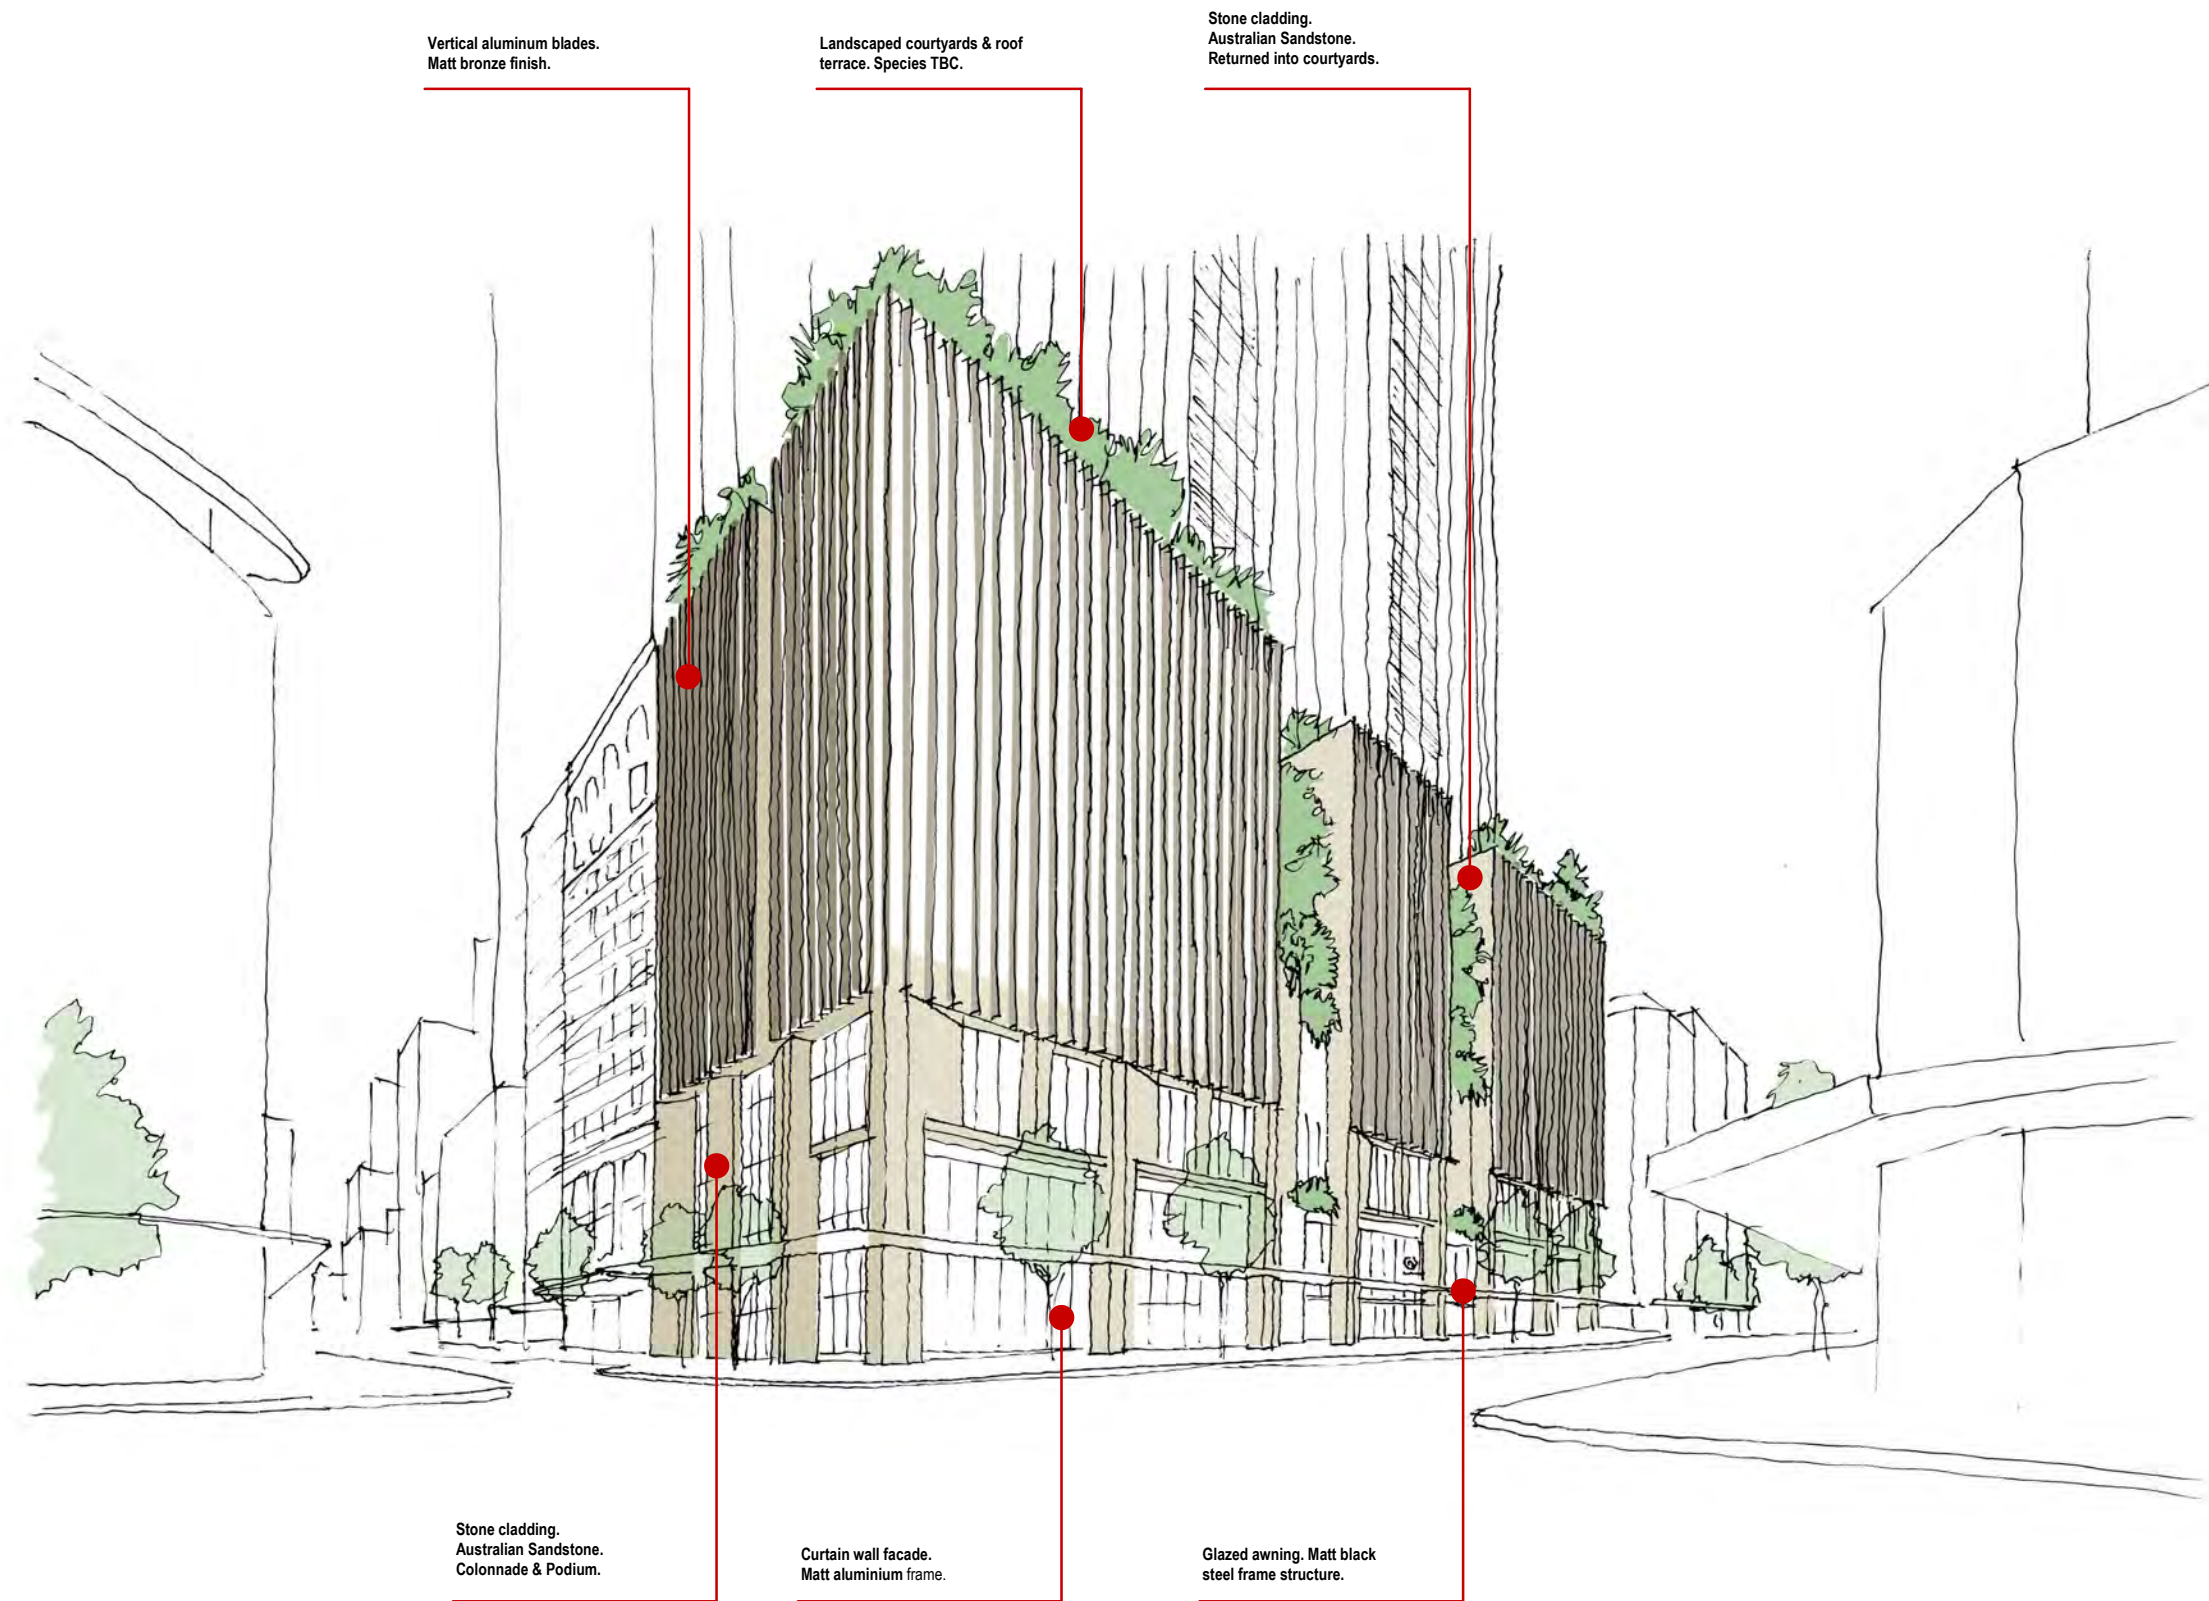 Vertical aluminum blades.
Matt bronze finish.
Landscaped courtyards & roof
terrace. Species TBC.
Stone cladding.
Australian Sandstone.
Returned into courtyards.
Stone cladding.
Australian Sandstone.
Colonnade & Podium.
Curtain wall facade.
Matt aluminium frame.
Glazed awning. Matt black
steel frame structure.